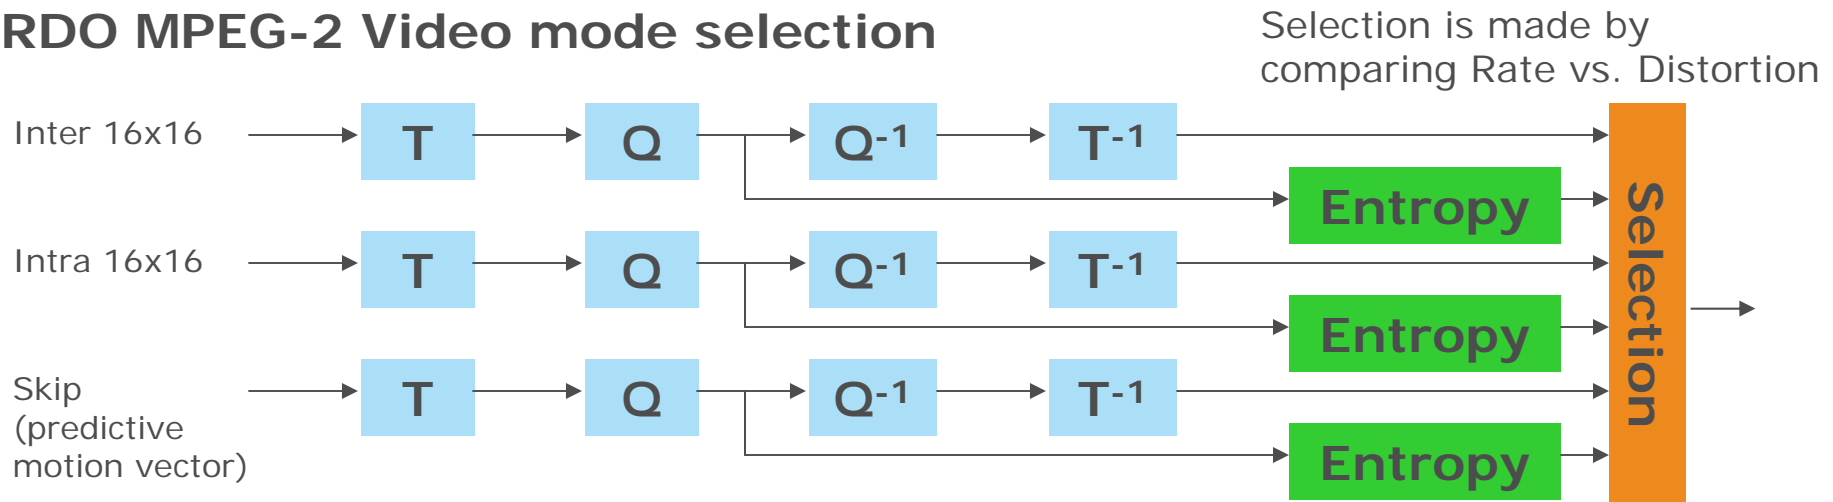 RDO MPEG-2 Video mode selection
Selection is made by
comparing Rate vs. Distortion
Inter 16x16
T
Q
Q-1
T-1
Entropy
Intra 16x16
T
Q
Q-1
T-1
Entropy
Skip
(predictive
motion vector)
T
Q
Q-1
T-1
Entropy
Selection